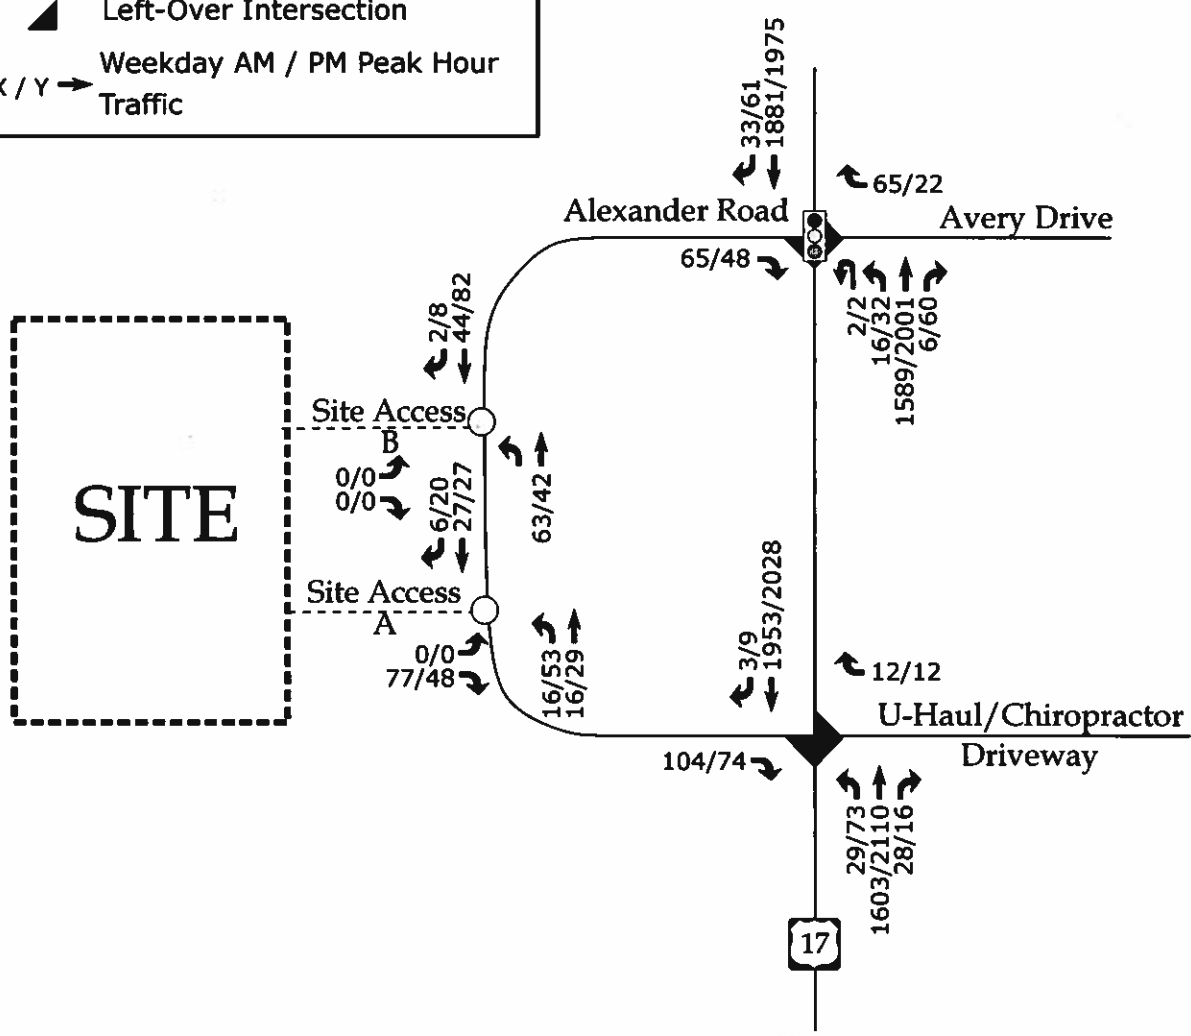 Left-Over Intersection
X / Y → Weekday AM / PM Peak Hour
Traffic
33/61
1881/1975
65/22
Alexander Road
Avery Drive
65/48
2/2
16/32
1589/2001
6/60
2/8
44/82
Site Access
B
0/0
0/0
63/42
6/20
27/27
SITE
Site Access
A
0/0
77/48
16/53
16/29
3/9
1953/2028
12/12
U-Haul/Chiropractor
Driveway
104/74
29/73
1603/2110
28/16
17